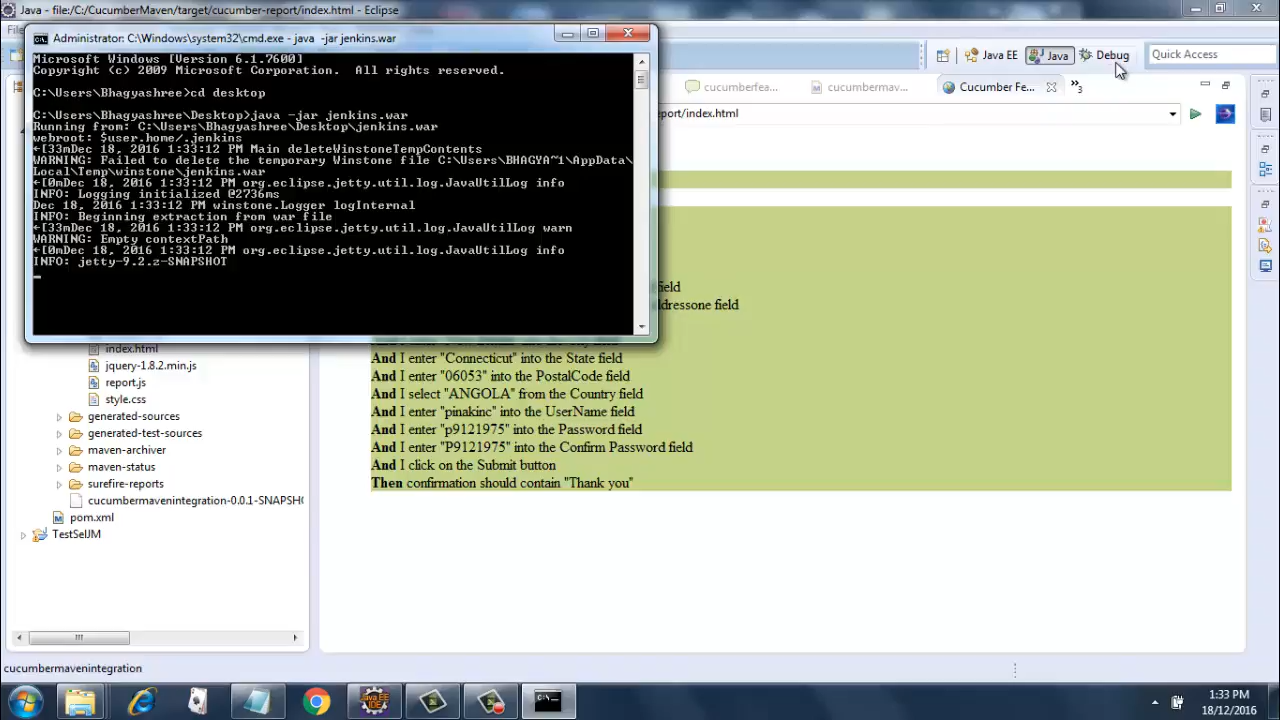 Java - file:/C:/CucumberMaven/target/cucumber-report/index.html - Eclipse
Administrator: C:\Windows\system32\cmd.exe - java -jar jenkins.war
Microsoft Windows [Version 6.1.7600]
Copyright (c) 2009 Microsoft Corporation.  All rights reserved.
C:\Users\Bhagyashree>cd desktop
C:\Users\Bhagyashree\Desktop>java -jar jenkins.war
Running from: C:\Users\Bhagyashree\Desktop\jenkins.war
webroot: $user.home/.jenkins
←[33mDec 18, 2016 1:33:12 PM Main deleteWinstoneTempContents
WARNING: Failed to delete the temporary Winstone file C:\Users\BHAGYA~1\AppData\
Local\Temp\winstone\jenkins.war
←[0mDec 18, 2016 1:33:12 PM org.eclipse.jetty.util.log.JavaUtilLog info
INFO: Logging initialized @2736ms
Dec 18, 2016 1:33:12 PM winstone.Logger logInternal
INFO: Beginning extraction from war file
←[33mDec 18, 2016 1:33:12 PM org.eclipse.jetty.util.log.JavaUtilLog warn
WARNING: Empty contextPath
←[0mDec 18, 2016 1:33:12 PM org.eclipse.jetty.util.log.JavaUtilLog info
INFO: jetty-9.2.z-SNAPSHOT
Java EE
Java
Debug
Quick Access
cucumberfea...
cucumbermav...
Cucumber Fe...
»3
port/index.html
field
ddressone field
And I enter "Connecticut" into the State field
And I enter "06053" into the PostalCode field
And I select "ANGOLA" from the Country field
And I enter "pinakinc" into the UserName field
And I enter "p9121975" into the Password field
And I enter "P9121975" into the Confirm Password field
And I click on the Submit button
Then confirmation should contain "Thank you"
index.html
jquery-1.8.2.min.js
report.js
style.css
generated-sources
generated-test-sources
maven-archiver
maven-status
surefire-reports
cucumbermavenintegration-0.0.1-SNAPSHO
pom.xml
TestSelJM
cucumbermavenintegration
Java EE
IDE
C:\
1:33 PM
18/12/2016